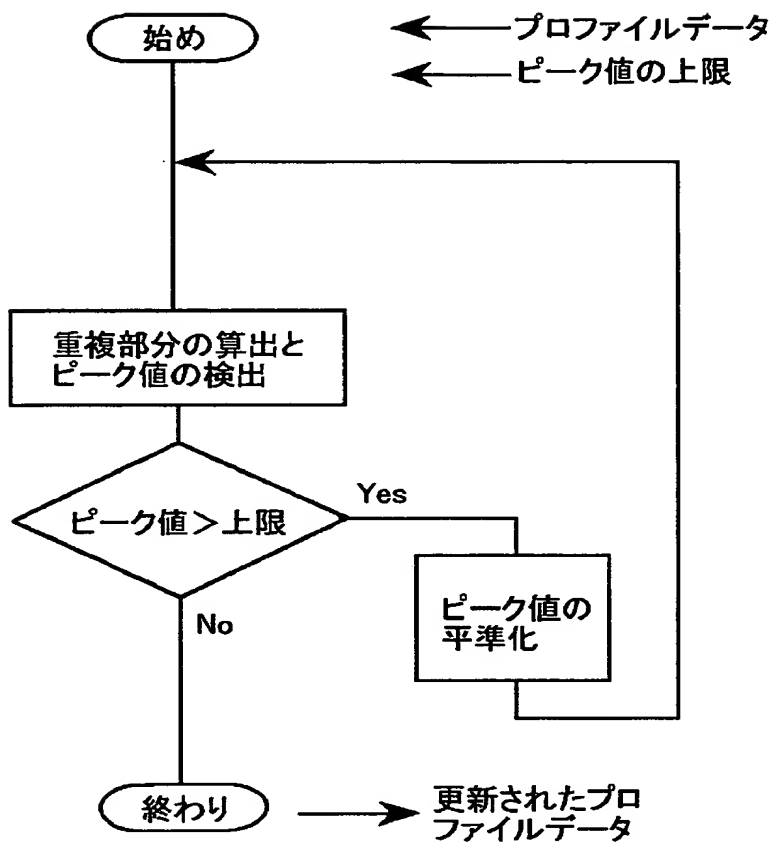 始め
プロファイルデータ
ピーク値の上限
重複部分の算出と
ピーク値の検出
ピーク値＞上限
Yes
ピーク値の
平準化
No
終わり
更新されたプロ
ファイルデータ